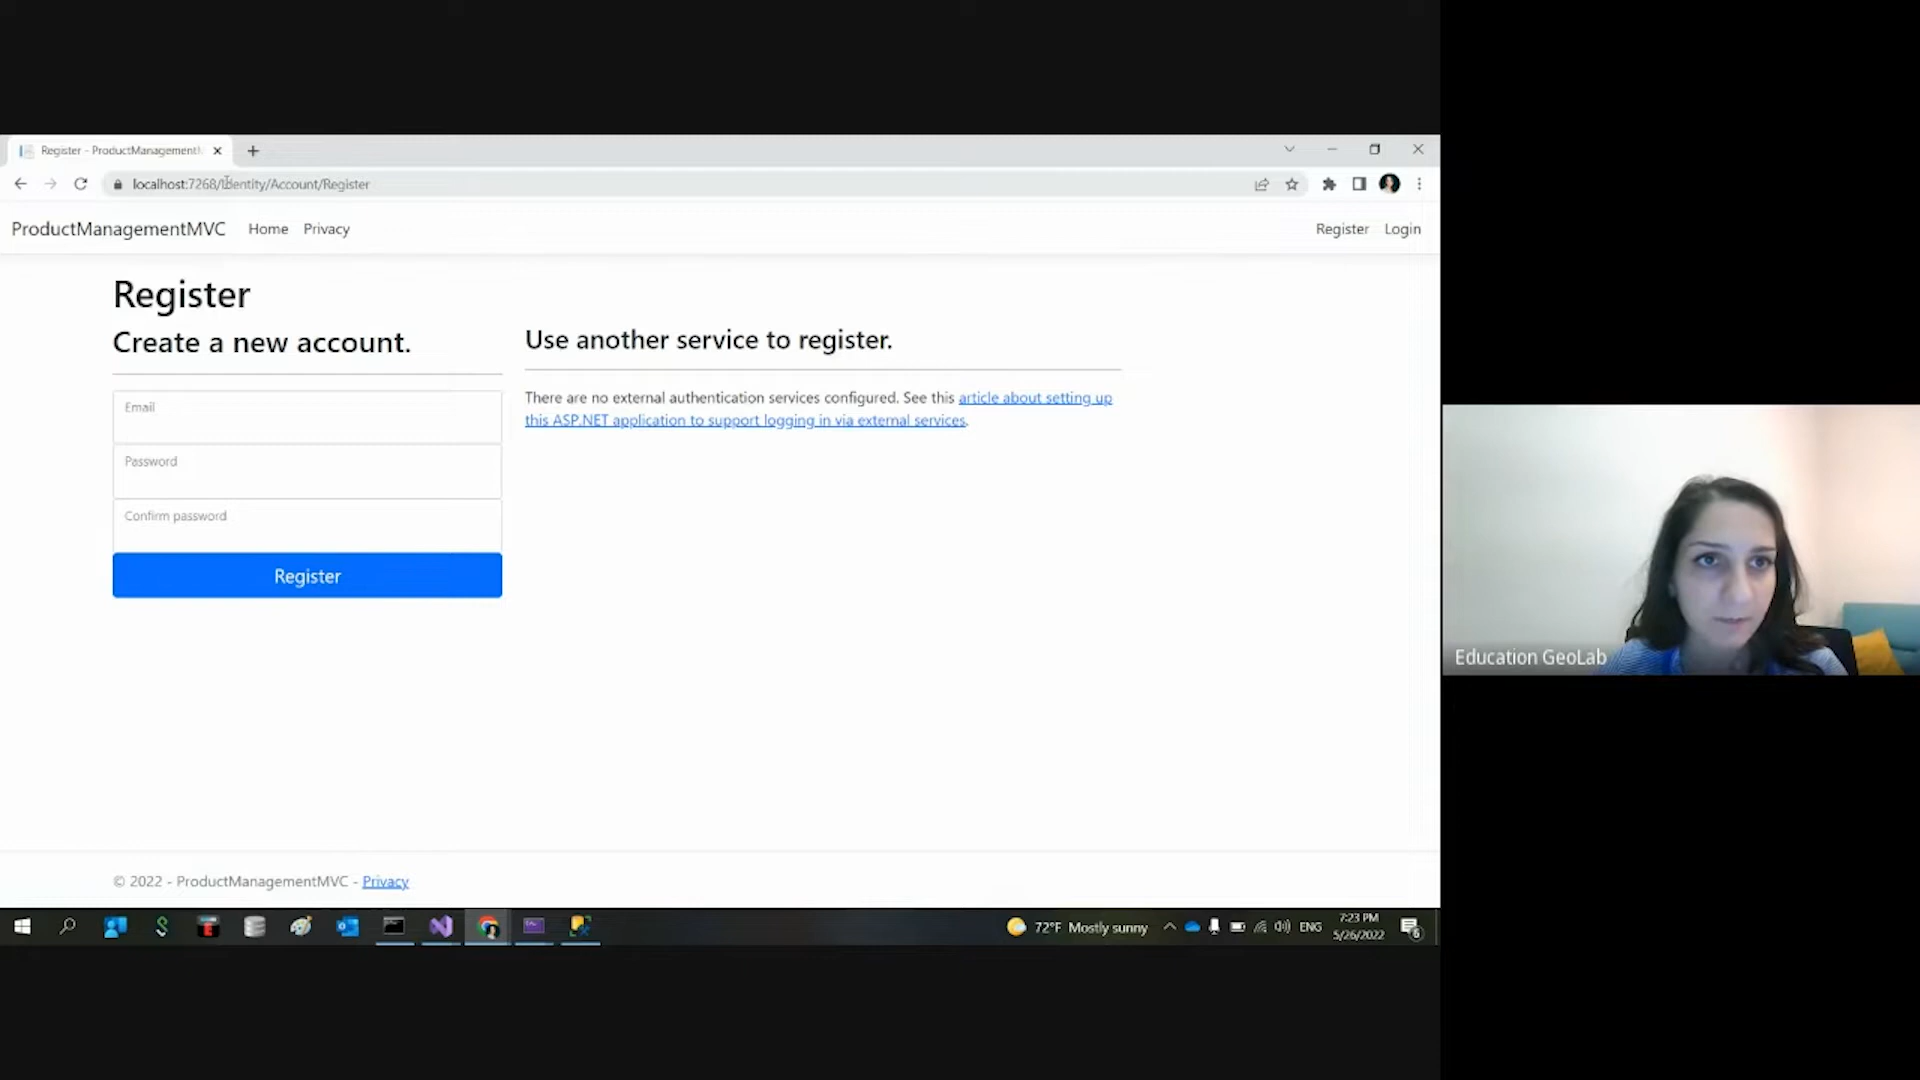 Register - ProductManagementM
localhost:7268/Identity/Account/Register
ProductManagementMVC Home Privacy Register Login
Register
Create a new account.
Use another service to register.
Email
There are no external authentication services configured. See this article about setting up
this ASP.NET application to support logging in via external services.
Password
Confirm password
Register
Education GeoLab
© 2022 - ProductManagementMVC - Privacy
72°F Mostly sunny ENG 7:23 PM
5/26/2022
6